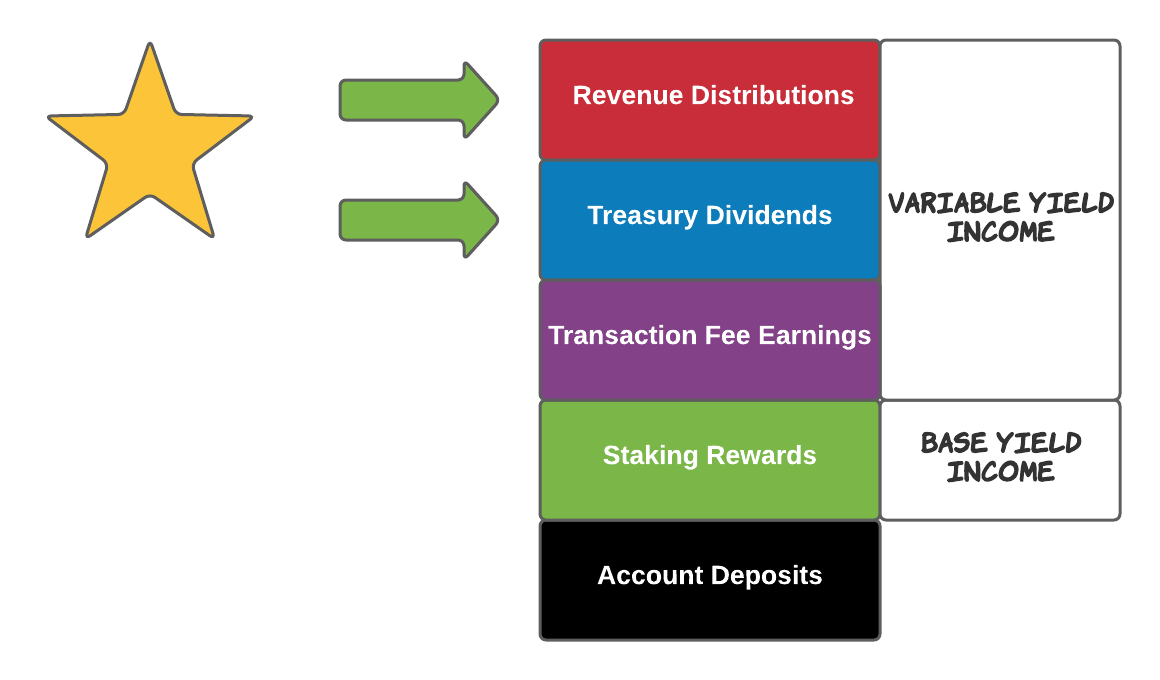 Revenue Distributions
Treasury Dividends
VARIABLE YIELD
INCOME
Transaction Fee Earnings
Staking Rewards
BASE YIELD
INCOME
Account Deposits